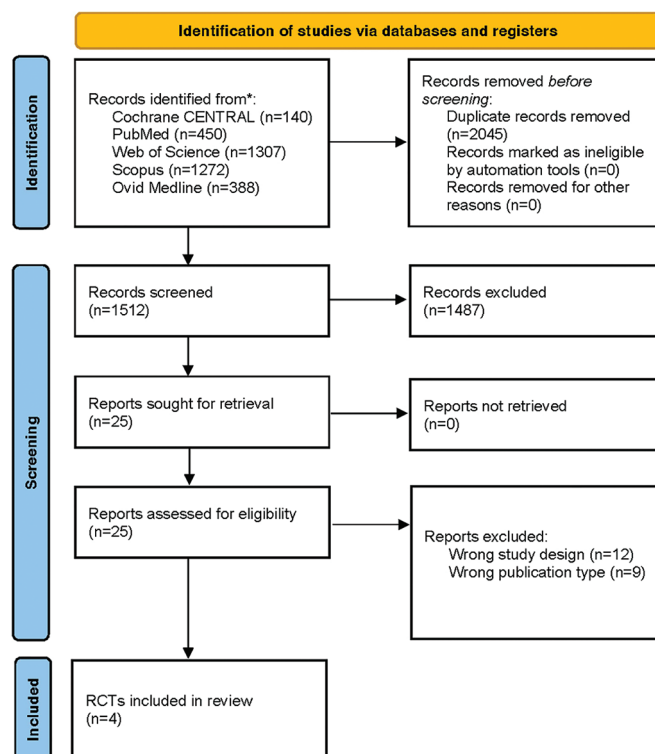 Identification of studies via databases and registers
Identification
Records identified from*:
Cochrane CENTRAL (n=140)
PubMed (n=450)
Web of Science (n=1307)
Scopus (n=1272)
Ovid Medline (n=388)
Records removed before
screening:
Duplicate records removed
(n=2045)
Records marked as ineligible
by automation tools (n=0)
Records removed for other
reasons (n=0)
Screening
Records screened
(n=1512)
Records excluded
(n=1487)
Reports sought for retrieval
(n=25)
Reports not retrieved
(n=0)
Reports assessed for eligibility
(n=25)
Reports excluded:
Wrong study design (n=12)
Wrong publication type (n=9)
Included
RCTs included in review
(n=4)